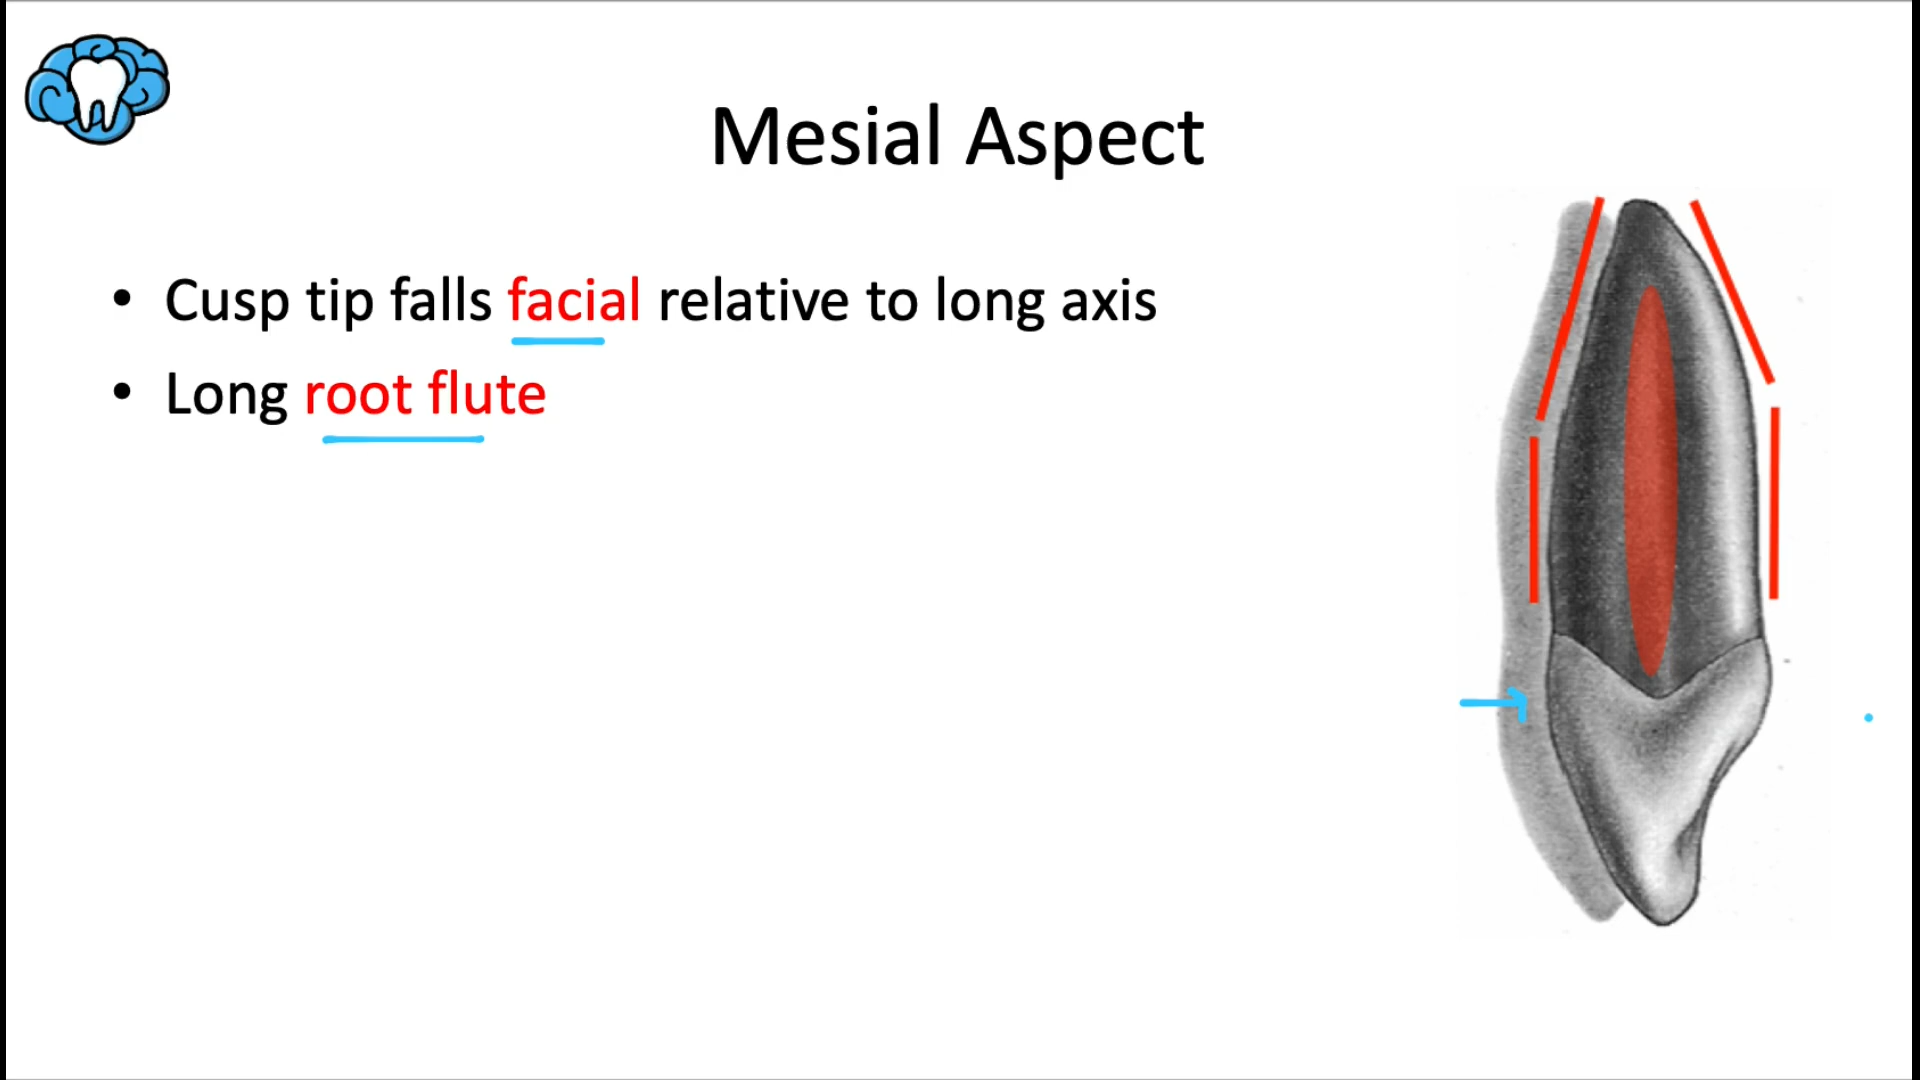 Mesial Aspect
• Cusp tip falls facial relative to long axis
• Long root flute